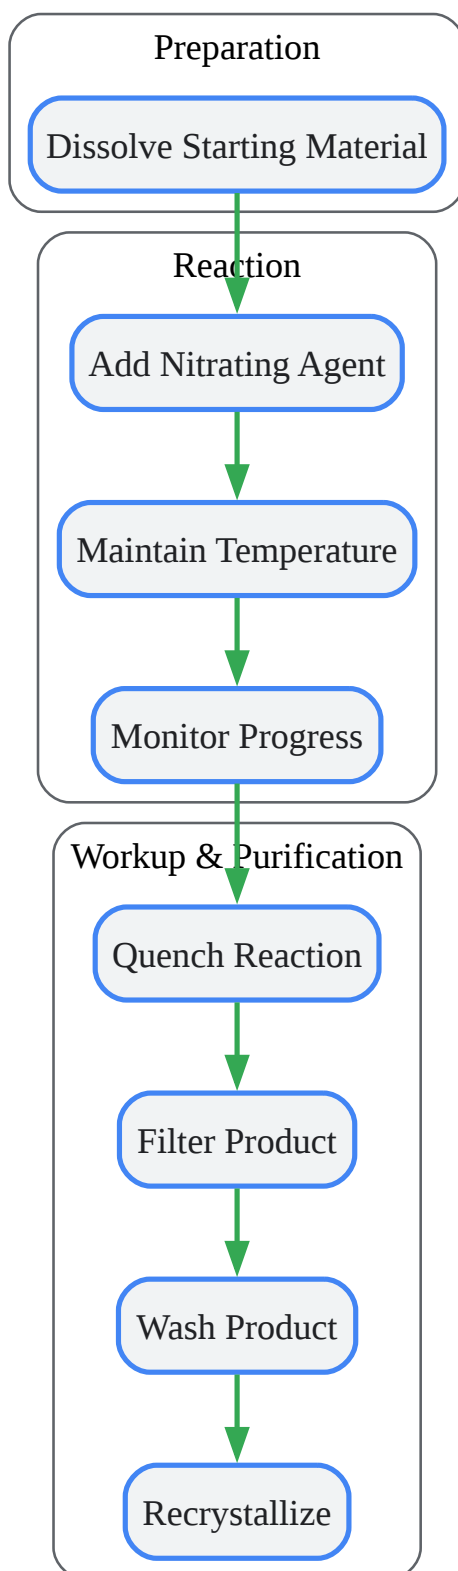 Preparation
Dissolve Starting Material
Reaction
Add Nitrating Agent
Maintain Temperature
Monitor Progress
Workup & Purification
Quench Reaction
Filter Product
Wash Product
Recrystallize